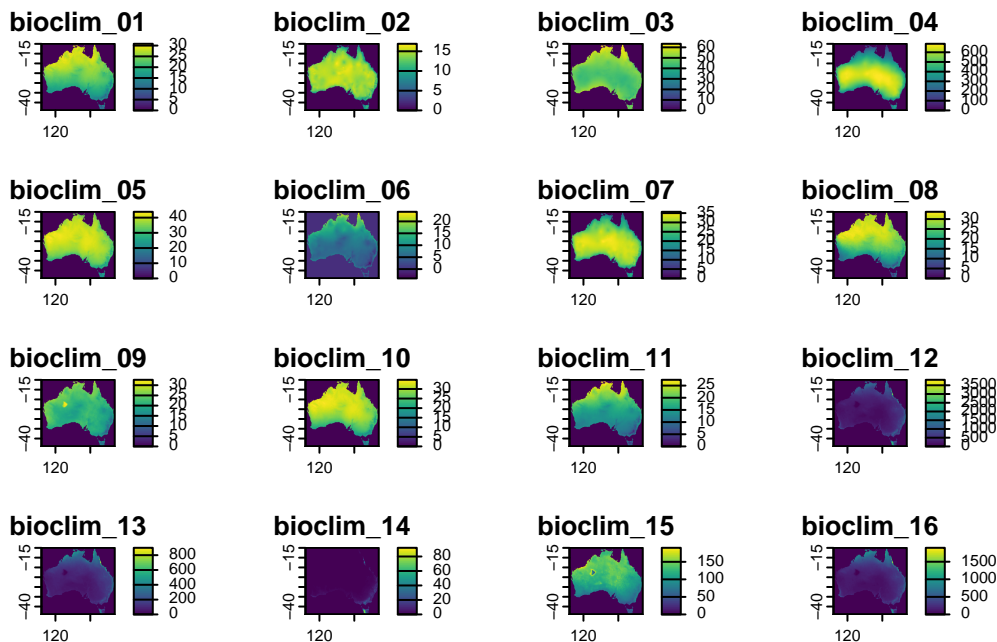 bioclim_01 bioclim_02 bioclim_03 bioclim_04
−15 −40 120 30 25 20 15 10 5 0
−15 −40 120 15 10 5 0
−15 −40 120 60 50 40 30 20 10 0
−15 −40 120 600 500 400 300 200 100 0
bioclim_05 bioclim_06 bioclim_07 bioclim_08
−15 −40 120 40 30 20 10 0
−15 −40 120 20 15 10 5 0
−15 −40 120 35 30 25 20 15 10 5 0
−15 −40 120 30 25 20 15 10 5 0
bioclim_09 bioclim_10 bioclim_11 bioclim_12
−15 −40 120 30 25 20 15 10 5 0
−15 −40 120 30 25 20 15 10 5 0
−15 −40 120 25 20 15 10 5 0
−15 −40 120 3500 3000 2500 2000 1500 1000 500 0
bioclim_13 bioclim_14 bioclim_15 bioclim_16
−15 −40 120 800 600 400 200 0
−15 −40 120 80 60 40 20 0
−15 −40 120 150 100 50 0
−15 −40 120 1500 1000 500 0